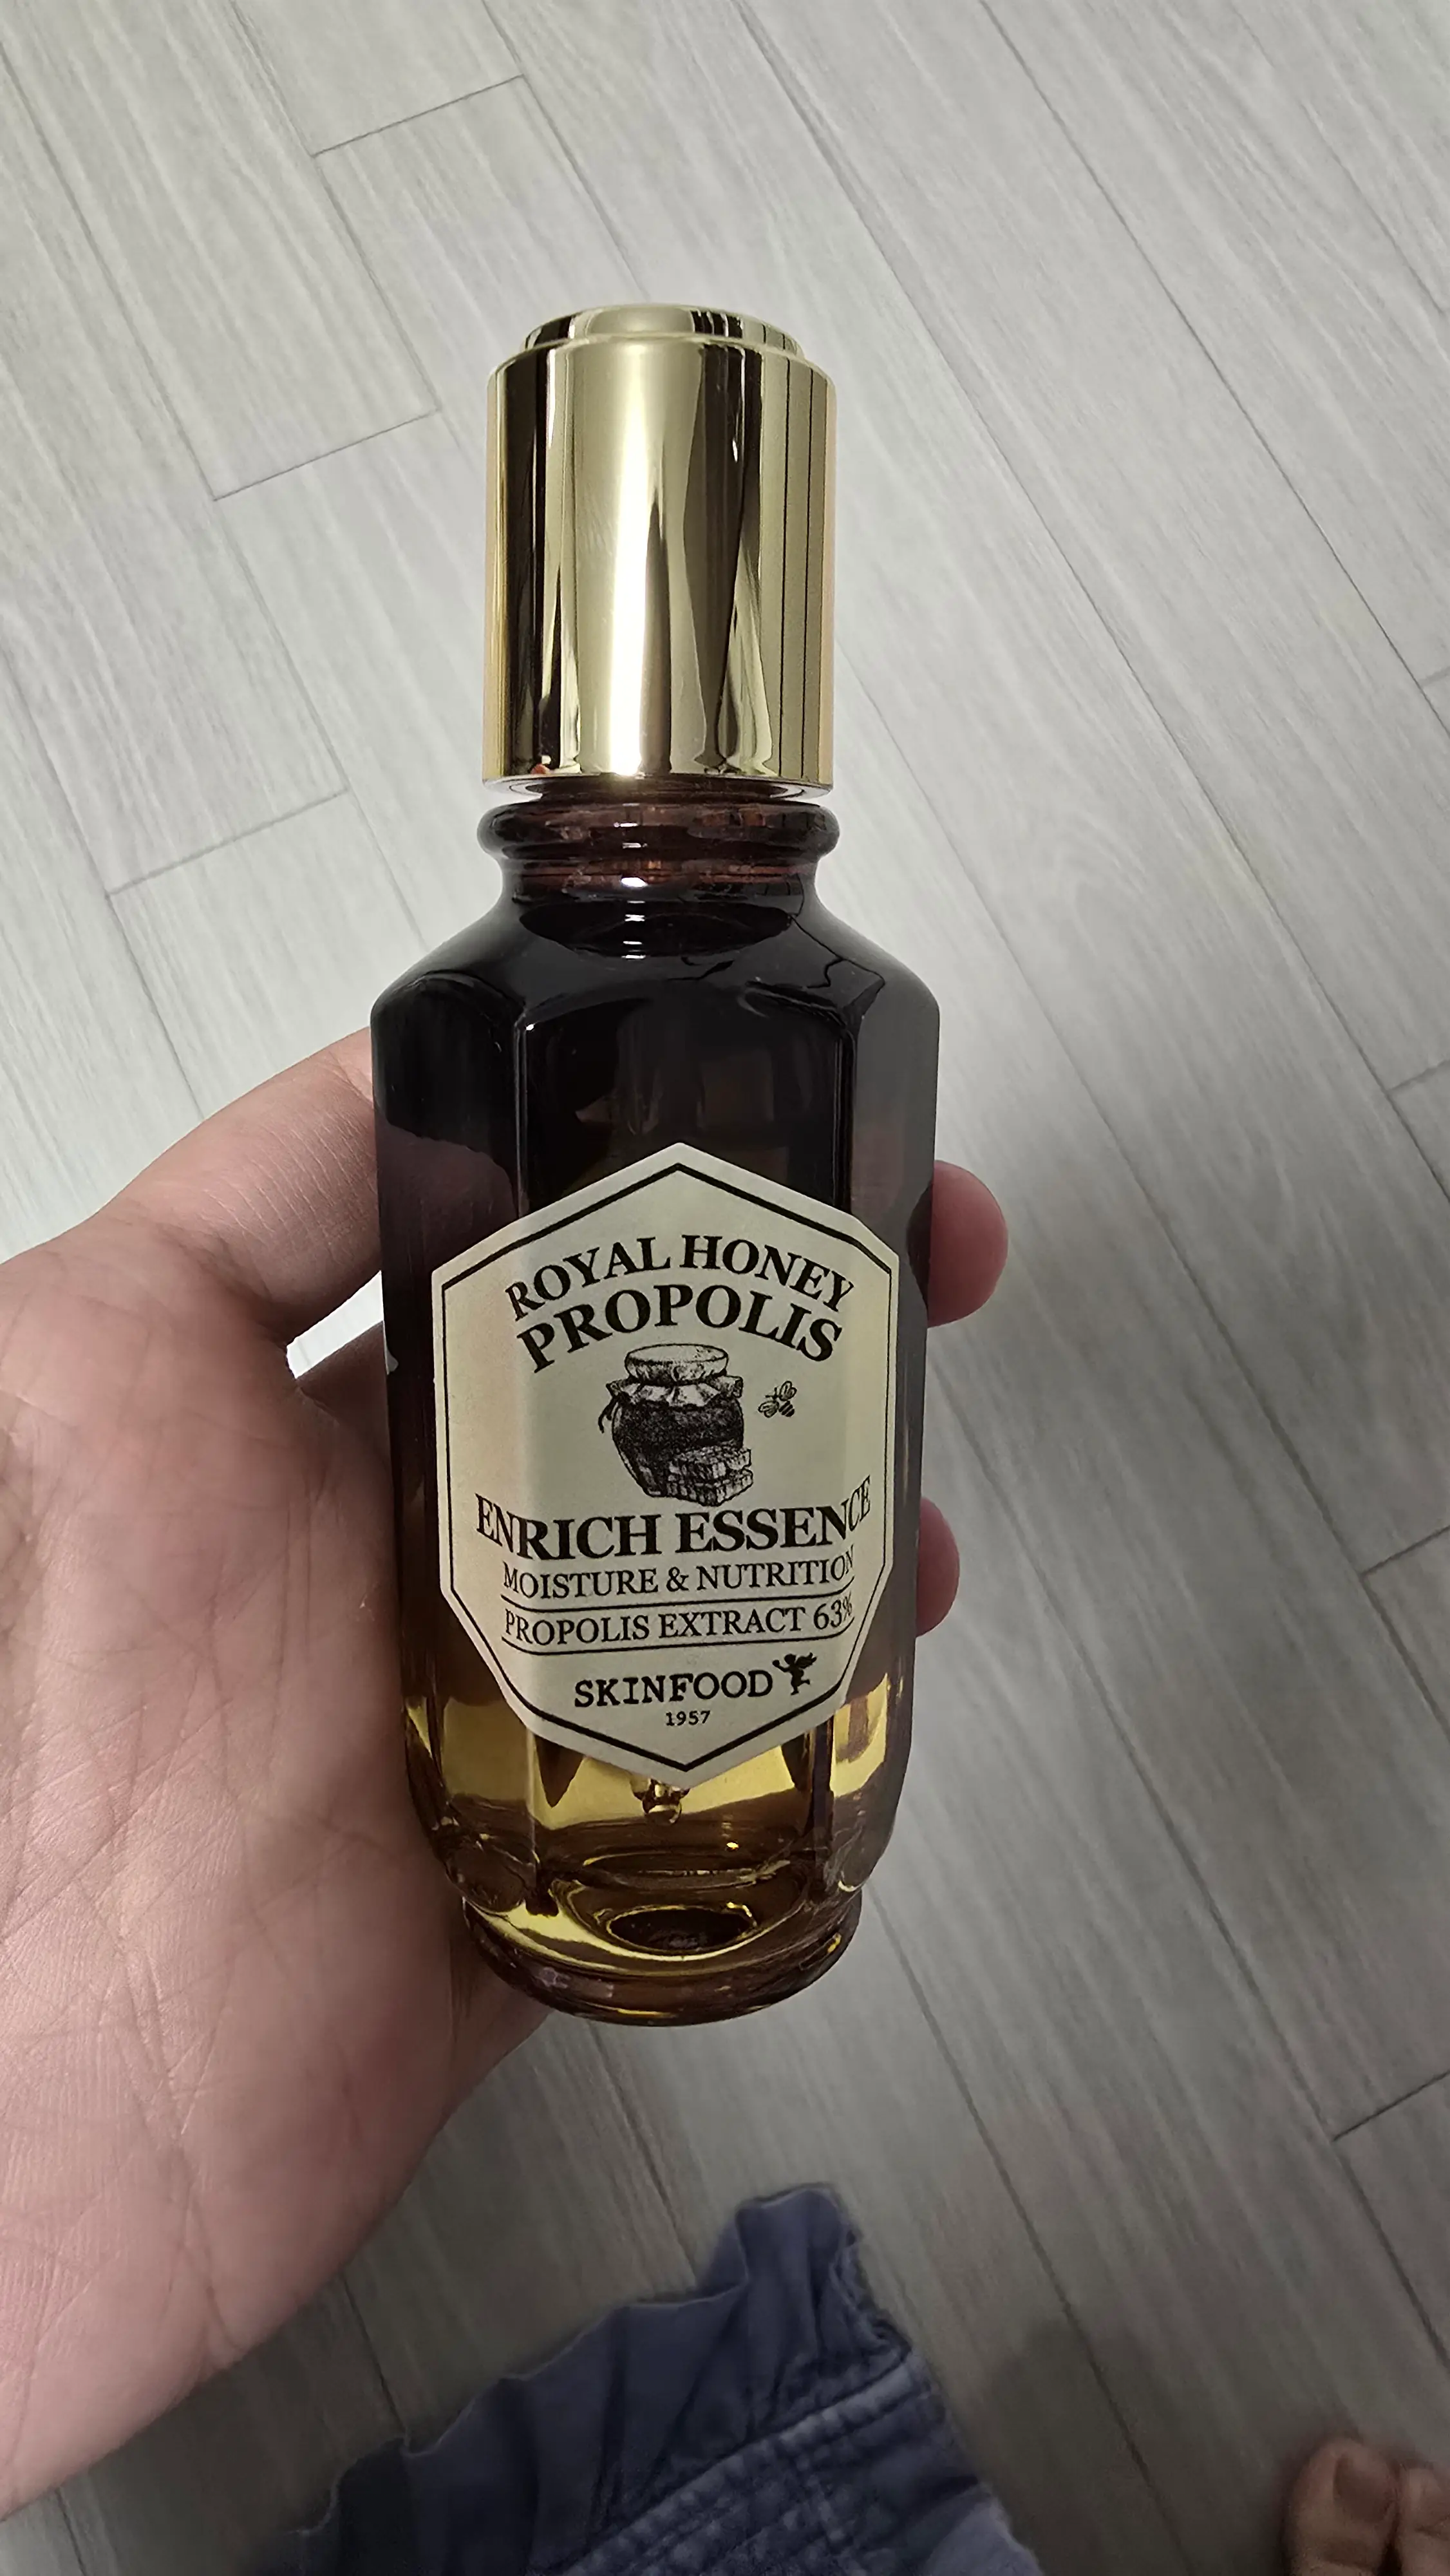 ROYAL HONEY
PROPOLIS
ENRICH ESSENCE
MOISTURE & NUTRITION
PROPOLIS EXTRACT 63%
SKINFOOD
1957